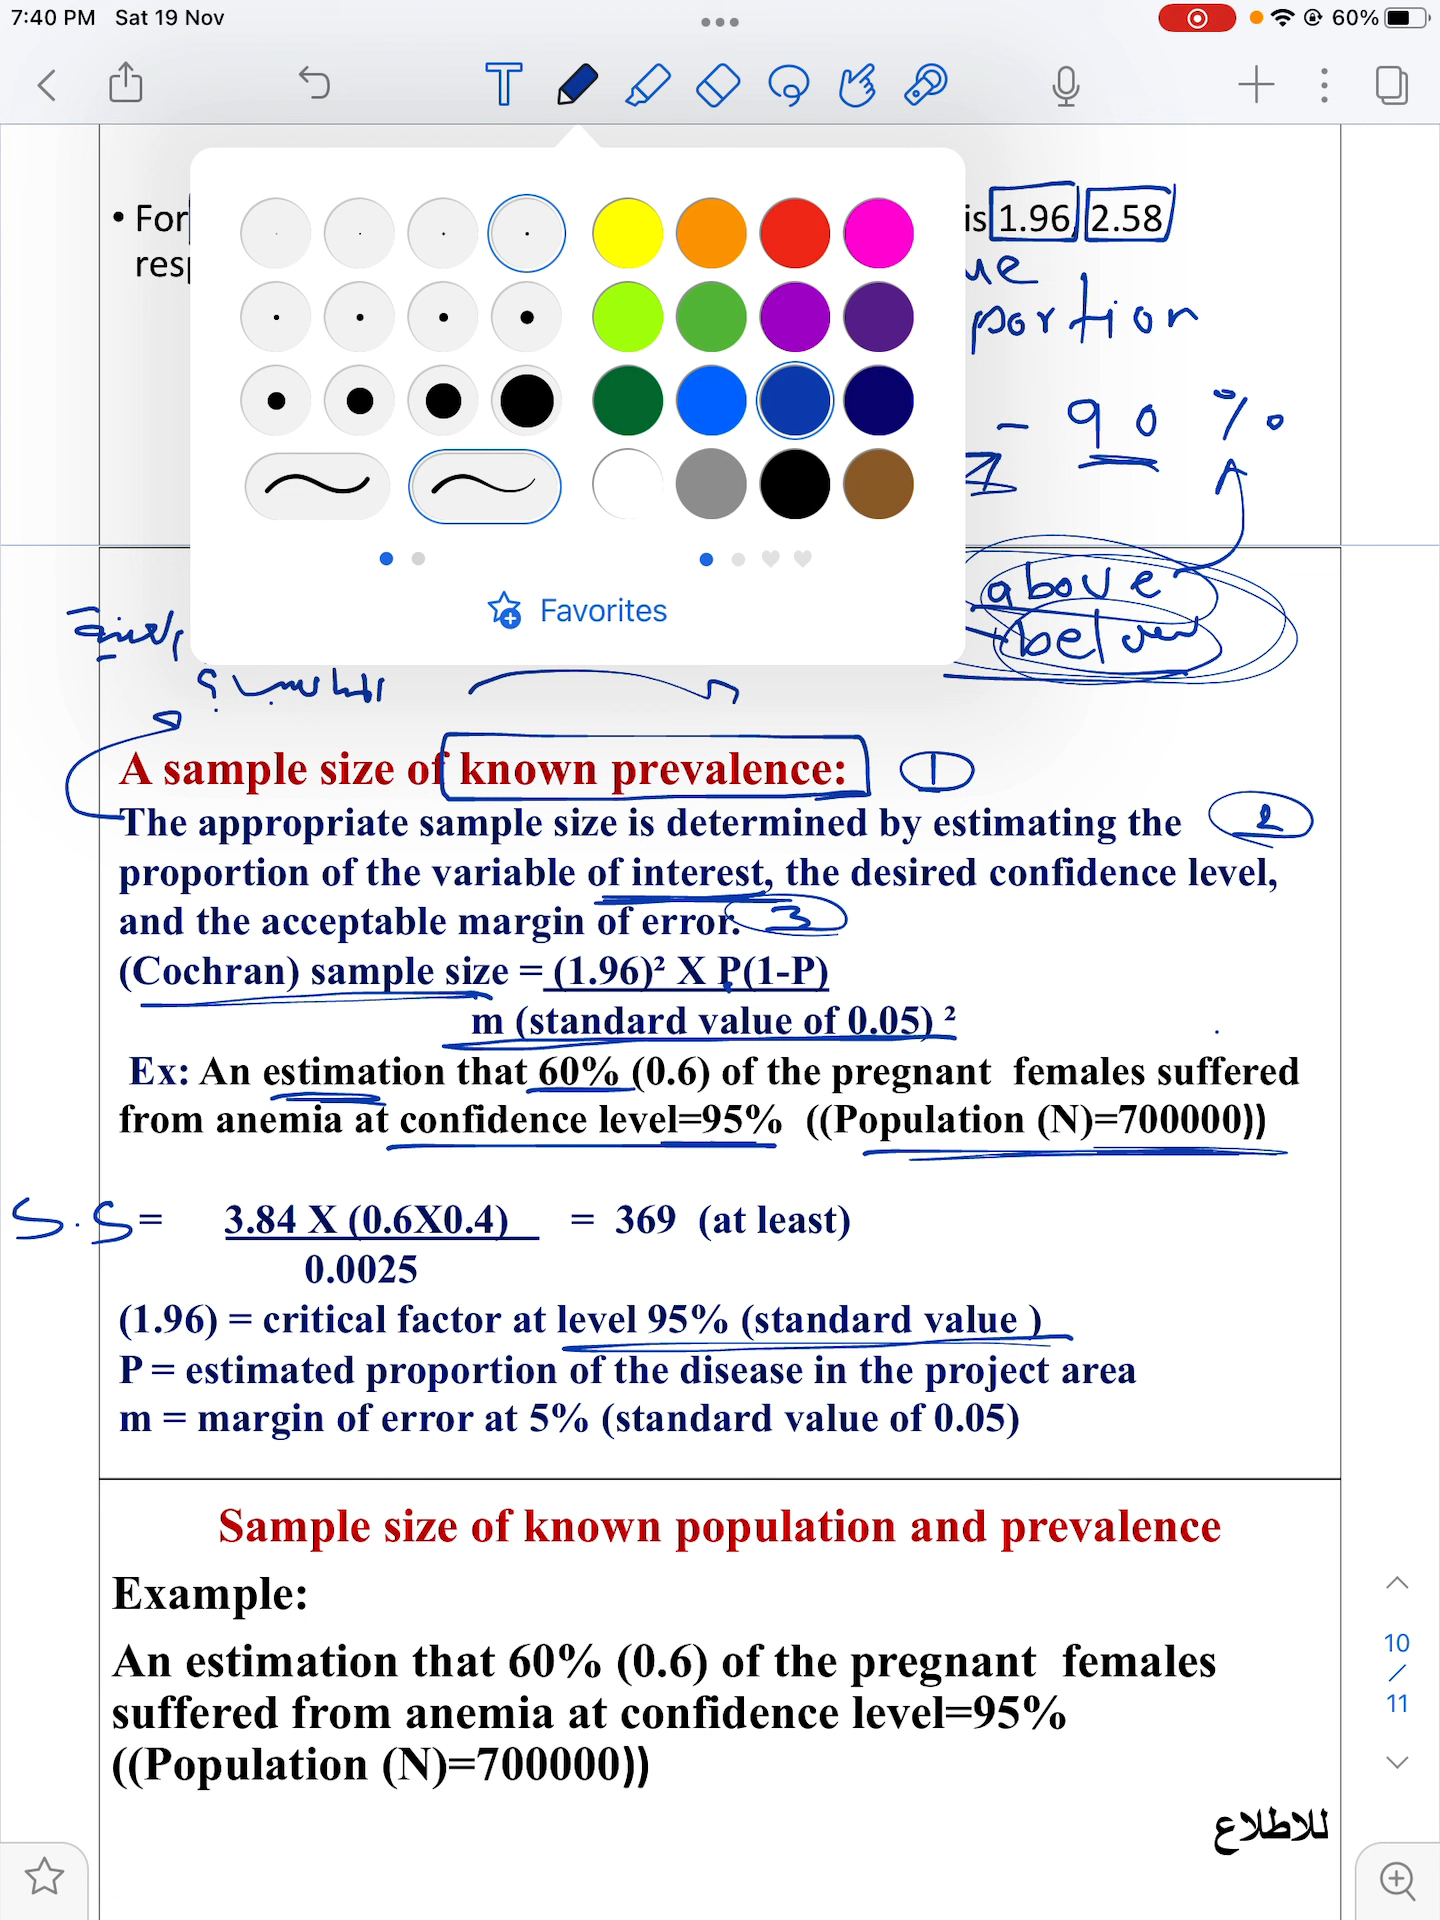 7:40 PM Sat 19 Nov
60%
T
• For
is 1.96, 2.58
resp
ue
portion
- 90 %
above
below
Favorites
A sample size of known prevalence: 1
The appropriate sample size is determined by estimating the 2
proportion of the variable of interest, the desired confidence level,
and the acceptable margin of error. 3
(Cochran) sample size = (1.96)² X P(1-P)
m (standard value of 0.05) ²
Ex: An estimation that 60% (0.6) of the pregnant females suffered
from anemia at confidence level=95% ((Population (N)=700000))
S.S = 3.84 X (0.6X0.4) = 369 (at least)
0.0025
(1.96) = critical factor at level 95% (standard value )
P = estimated proportion of the disease in the project area
m = margin of error at 5% (standard value of 0.05)
Sample size of known population and prevalence
Example:
An estimation that 60% (0.6) of the pregnant females
suffered from anemia at confidence level=95%
((Population (N)=700000))
للاطلاع
10
/
11